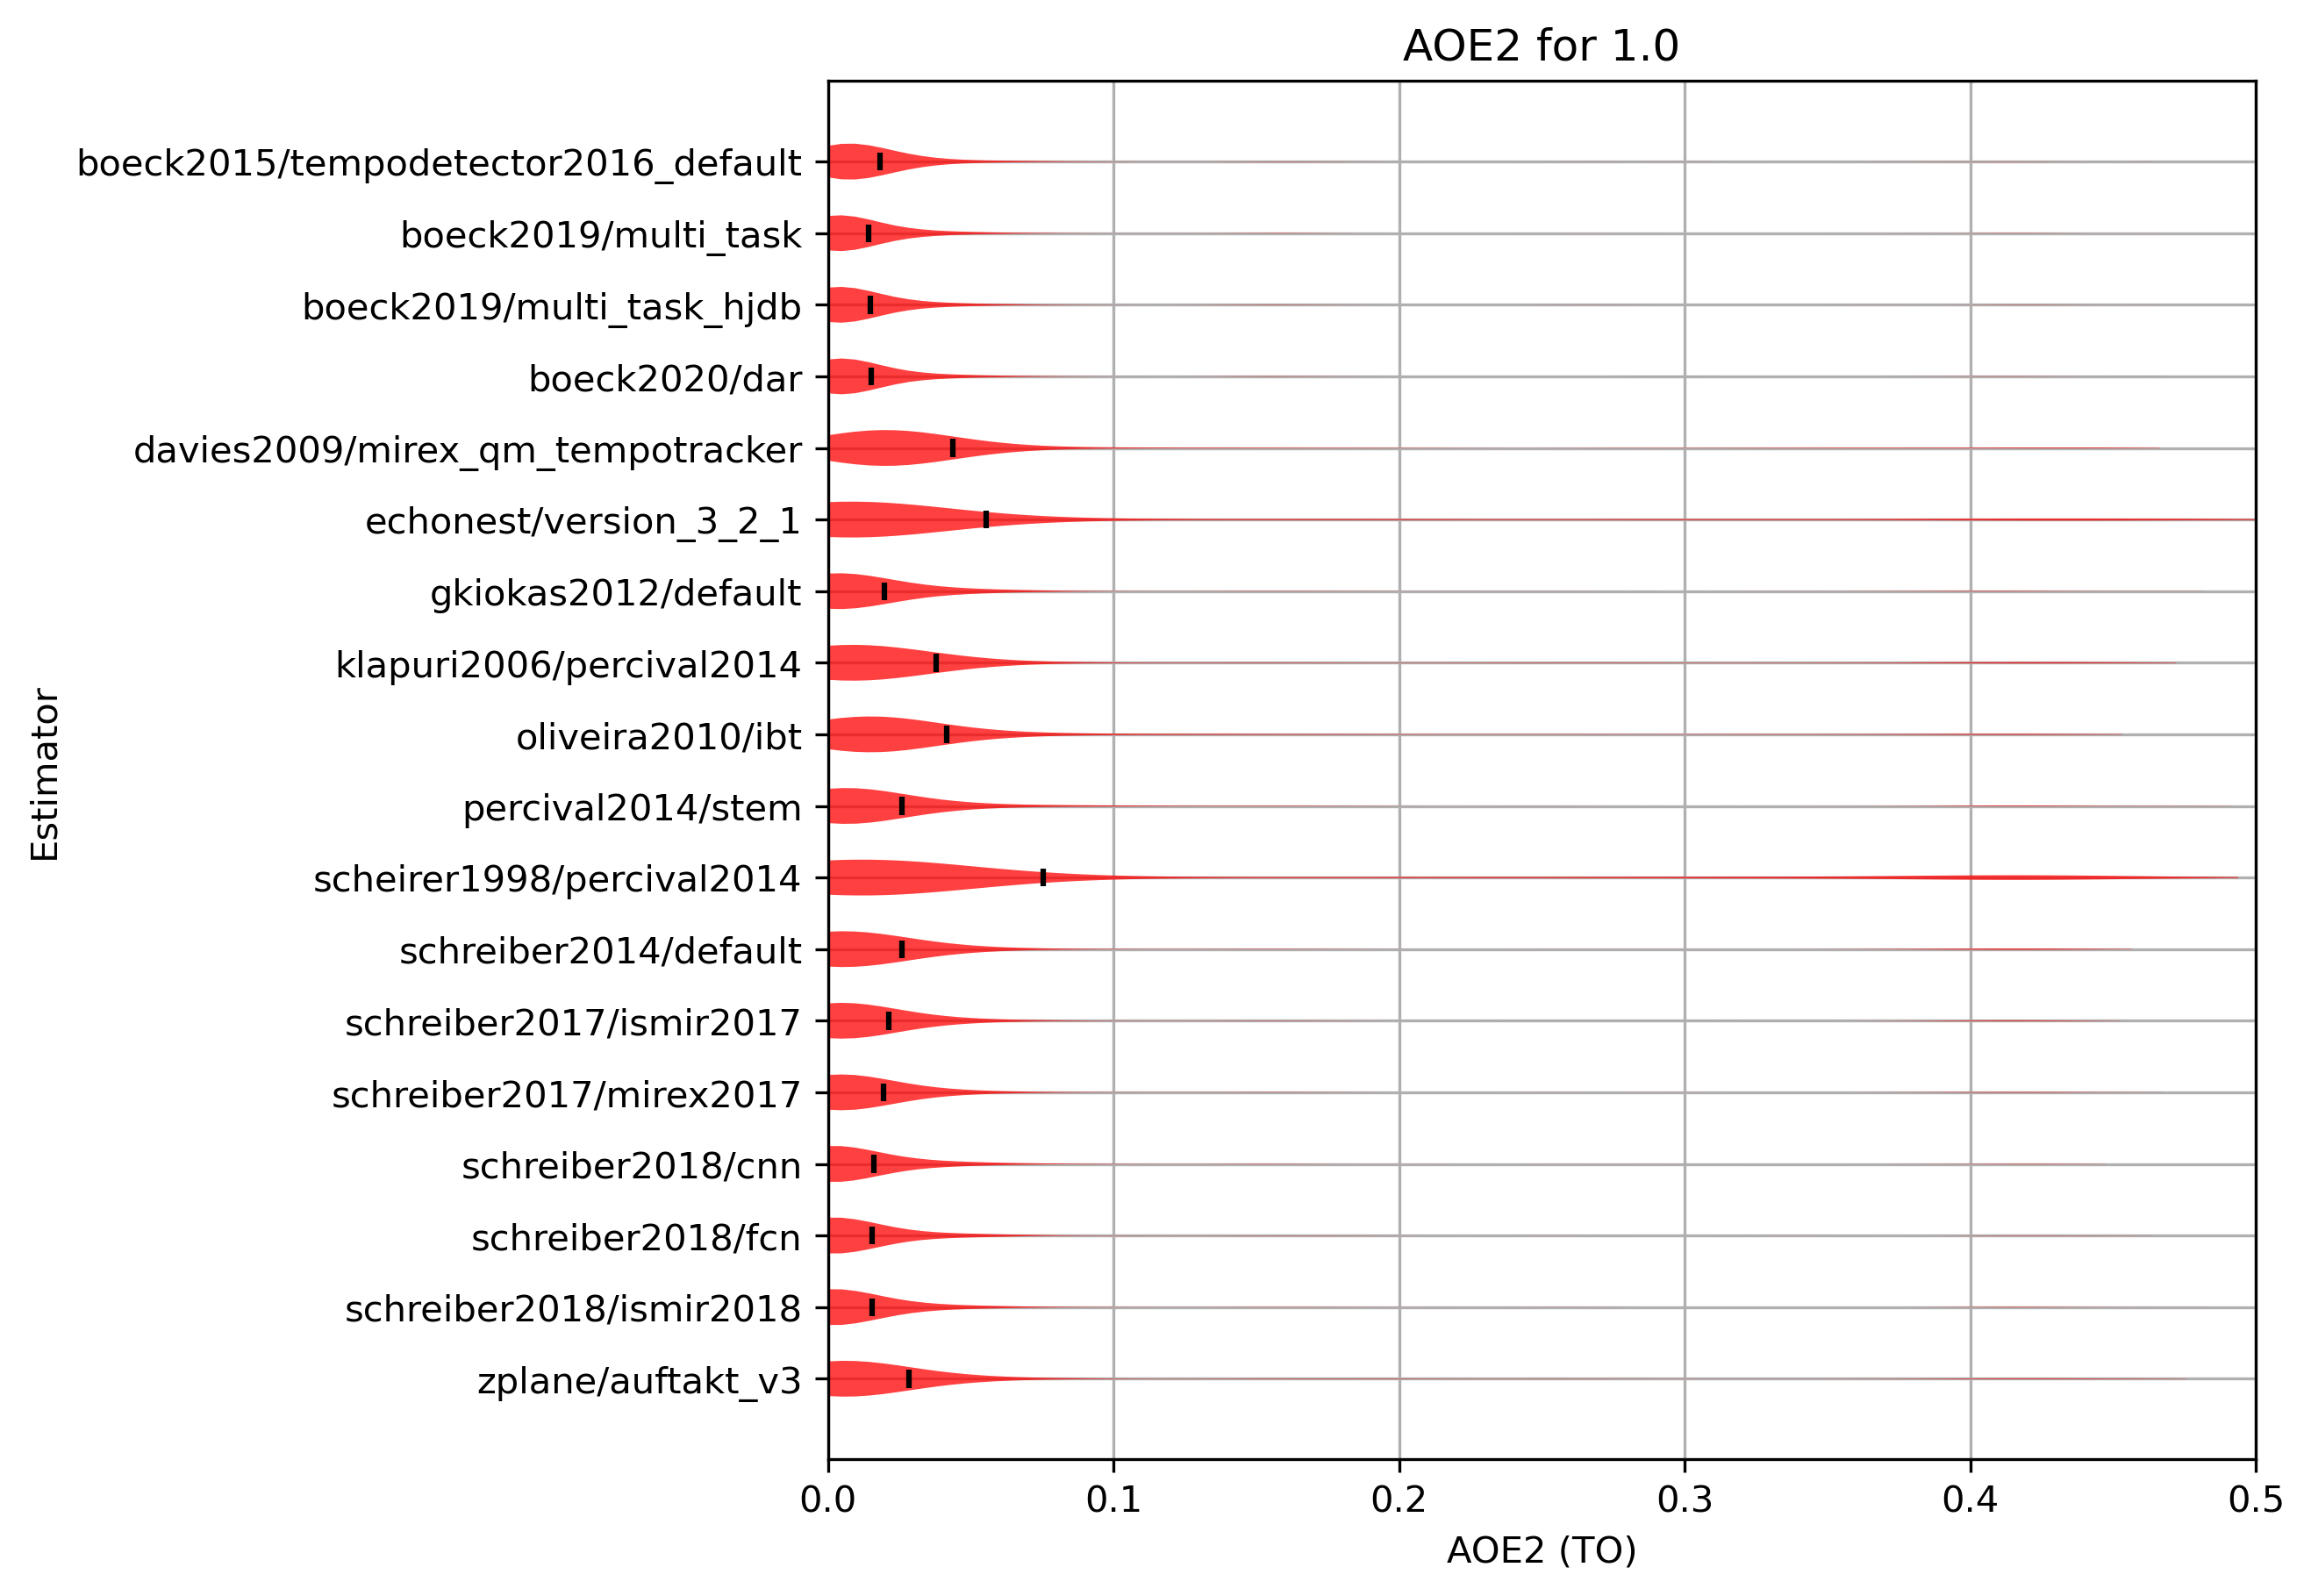 AOE2 for 1.0
boeck2015/tempodetector2016_default
boeck2019/multi_task
boeck2019/multi_task_hjdb
boeck2020/dar
davies2009/mirex_qm_tempotracker
echonest/version_3_2_1
gkiokas2012/default
klapuri2006/percival2014
oliveira2010/ibt
percival2014/stem
scheirer1998/percival2014
schreiber2014/default
schreiber2017/ismir2017
schreiber2017/mirex2017
schreiber2018/cnn
schreiber2018/fcn
schreiber2018/ismir2018
zplane/auftakt_v3
Estimator
0.0 0.1 0.2 0.3 0.4 0.5
AOE2 (TO)